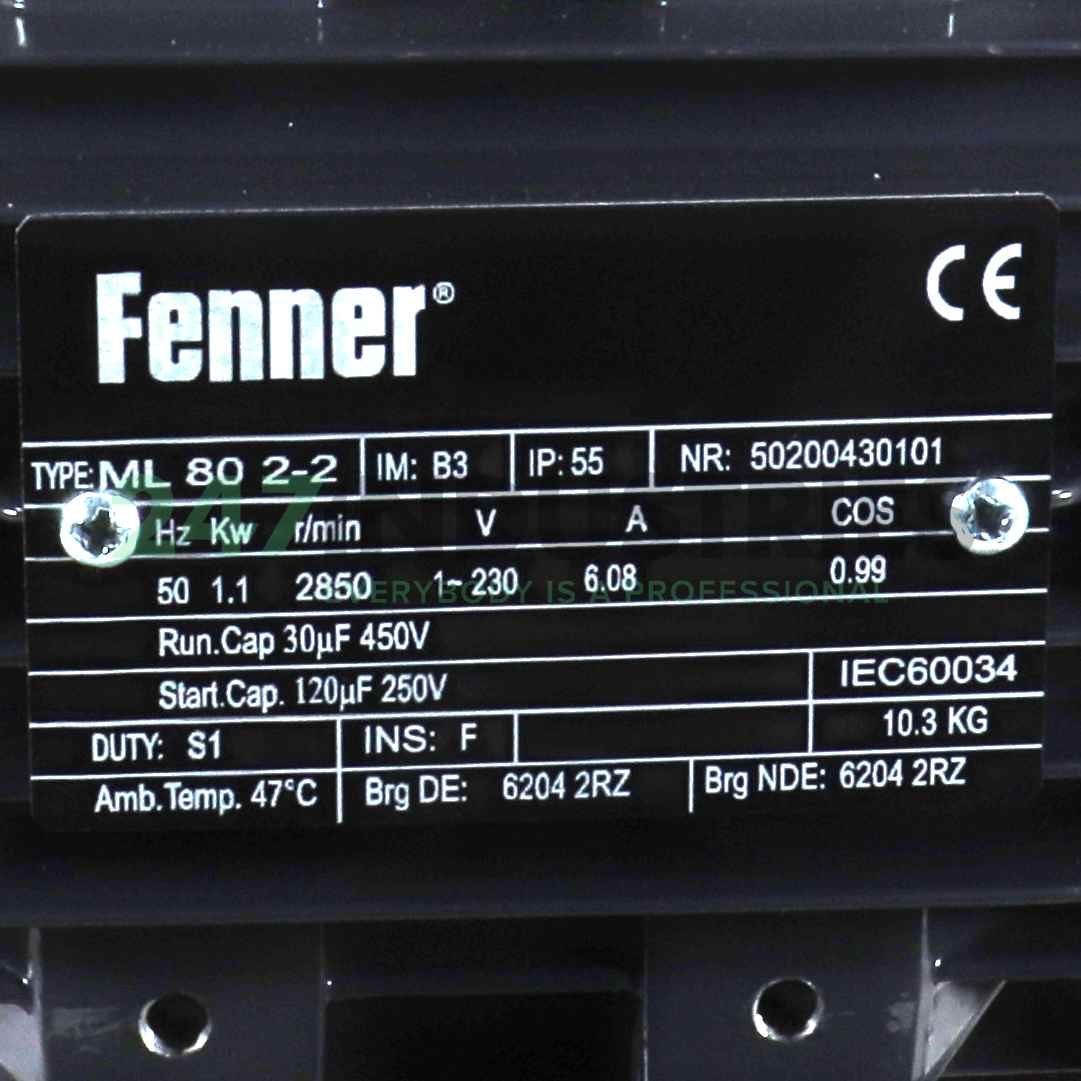 Fenner®
CE
TYPE: ML 80 2-2 IM: B3 IP: 55 NR: 50200430101
Hz Kw r/min V A COS
50 1.1 2850 1~ 230 6.08 0.99
Run.Cap 30µF 450V
Start.Cap. 120µF 250V IEC60034
10.3 KG
DUTY: S1 INS: F
Amb.Temp. 47°C Brg DE: 6204 2RZ Brg NDE: 6204 2RZ
247 INDUSTRIES
EVERYBODY IS A PROFESSIONAL